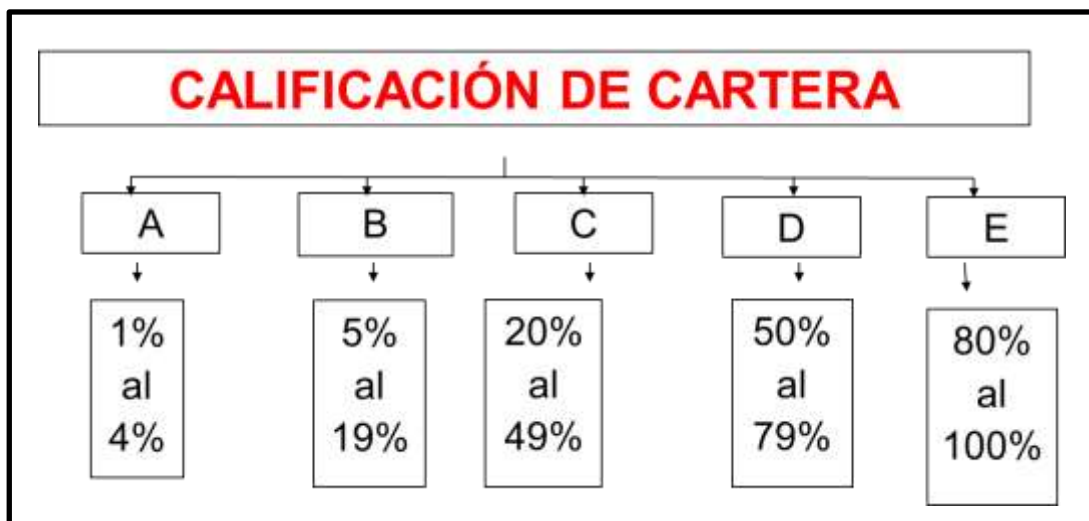 CALIFICACIÓN DE CARTERA
A
B
C
D
E
1%
al
4%
5%
al
19%
20%
al
49%
50%
al
79%
80%
al
100%